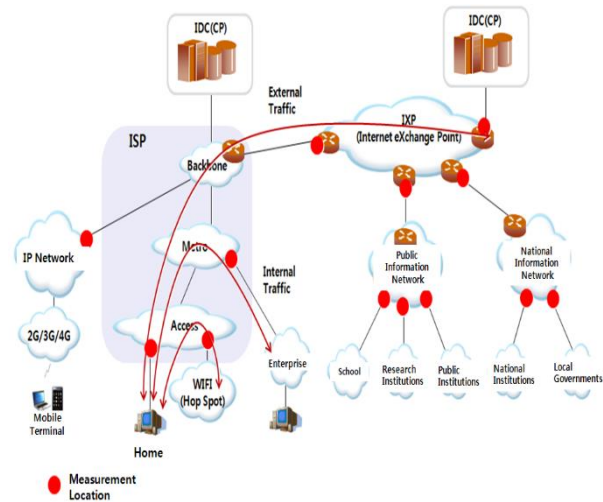 IDC(CP)
IDC(CP)
External
Traffic
IXP
(Internet eXchange Point)
ISP
Backbone
IP Network
Metro
Internal
Traffic
Public
Information
Network
National
Information
Network
2G/3G/4G
Access
Enterprise
School
Research
Institutions
Public
Institutions
National
Institutions
Local
Governments
WIFI
(Hop Spot)
Mobile
Terminal
Home
Measurement
Location